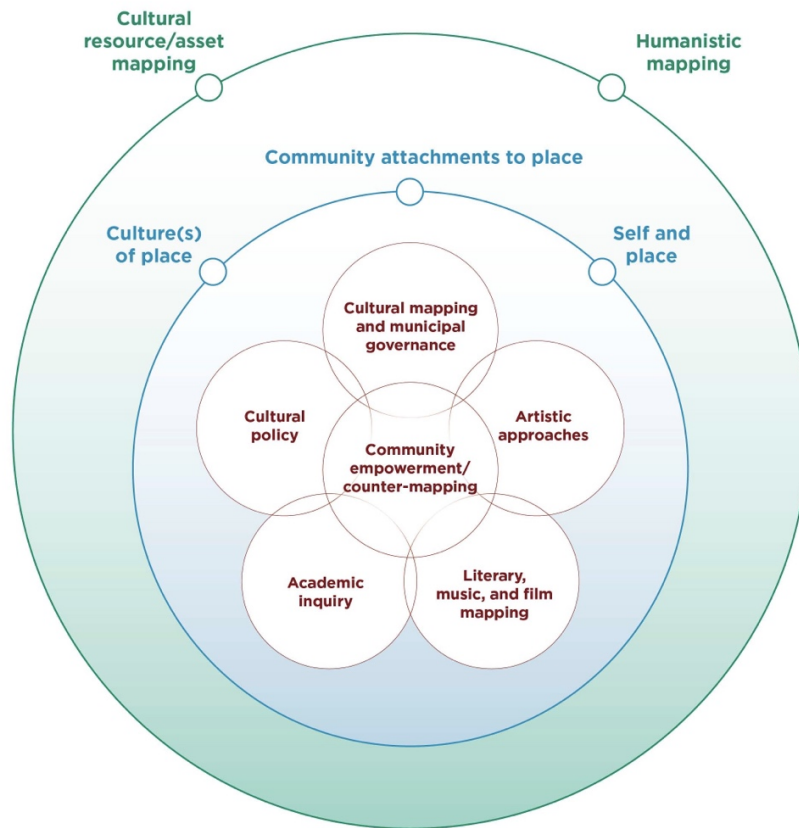 Cultural
resource/asset
mapping
Humanistic
mapping
Community attachments to place
Culture(s)
of place
Self and
place
Cultural mapping
and municipal
governance
Cultural
policy
Artistic
approaches
Community
empowerment/
counter-mapping
Academic
inquiry
Literary,
music, and film
mapping